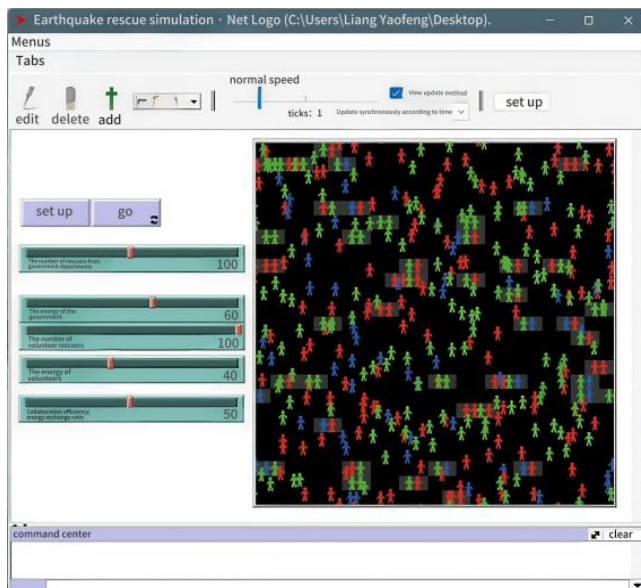 Earthquake rescue simulation · Net Logo (C:\Users\Liang Yaofeng\Desktop).
Menus
Tabs
normal speed
View update method
edit delete add
ticks: 1
Update synchronously according to time
set up
set up
go
The number of rescuers from
government departments
100
The energy of the
government
60
The number of
volunteer rescuers
100
The energy of
volunteers
40
Collaboration efficiency;
energy exchange ratio
50
command center
clear